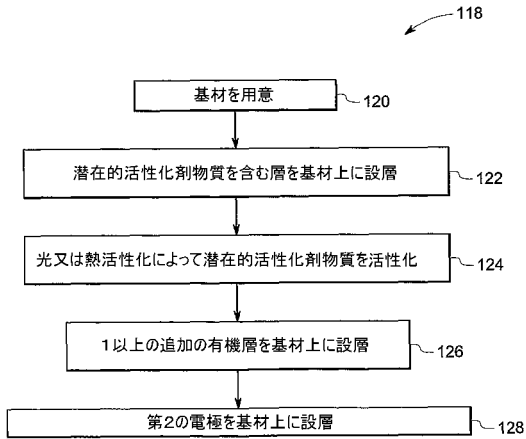 118
基材を用意
120
潜在的活性化剤物質を含む層を基材上に設層
122
光又は熱活性化によって潜在的活性化剤物質を活性化
124
1以上の追加の有機層を基材上に設層
126
第2の電極を基材上に設層
128